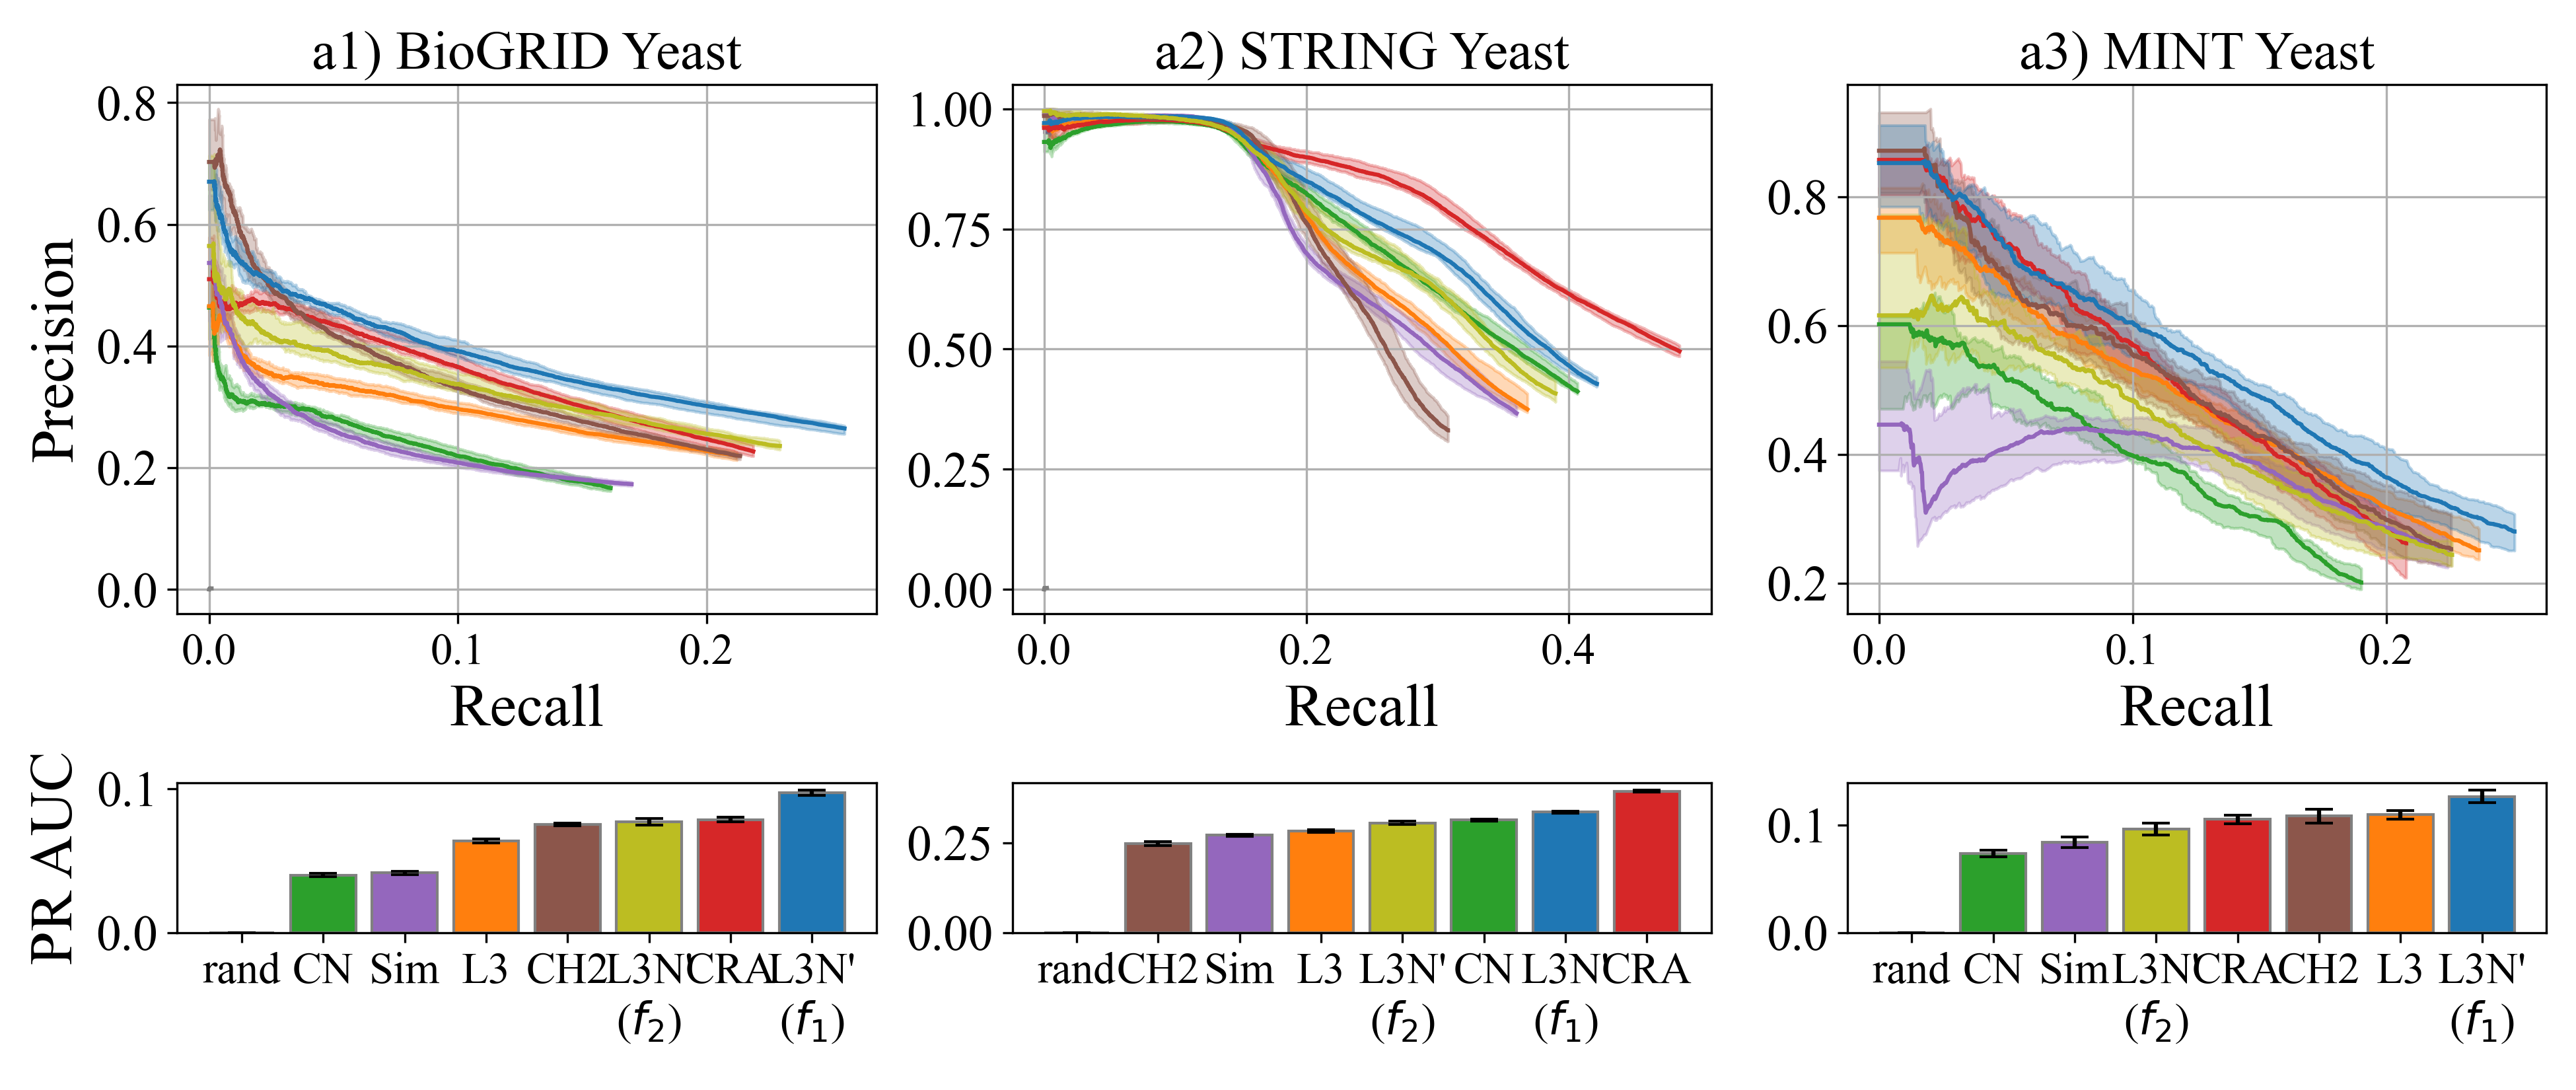 a1) BioGRID Yeast
a2) STRING Yeast
a3) MINT Yeast
Precision
0.8
0.6
0.4
0.2
0.0
0.0 0.1 0.2
Recall
1.00
0.75
0.50
0.25
0.00
0.0 0.2 0.4
Recall
0.8
0.6
0.4
0.2
0.0 0.1 0.2
Recall
PR AUC
0.1
0.0
rand CN Sim L3 CH2 L3N' CRA L3N'
(f2) (f1)
0.25
0.00
rand CH2 Sim L3 L3N' CN L3N' CRA
(f2) (f1)
0.1
0.0
rand CN Sim L3N' CRA CH2 L3 L3N'
(f2) (f1)